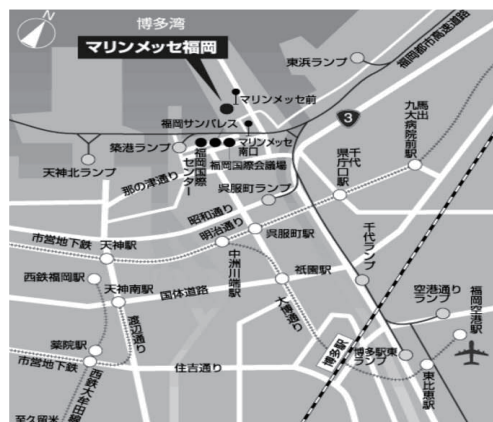 博多湾
マリンメッセ福岡
東浜ランプ
福岡都市高速道路
マリンメッセ前
福岡サンパレス
3
築港ランプ
マリンメッセ南口
福岡国際センター
福岡国際会議場
天神北ランプ
那の津通り
呉服町ランプ
千代県庁口駅
馬出九大病院前駅
昭和通り
明治通り
市営地下鉄
天神駅
呉服町駅
中洲川端駅
千代ランプ
西鉄福岡駅
祇園駅
天神南駅
国体道路
大博通り
空港通りランプ
福岡空港駅
渡辺通り
薬院駅
博多駅
博多駅東ランプ
市営地下鉄
住吉通り
東比恵駅
西鉄大牟田線
至久留米